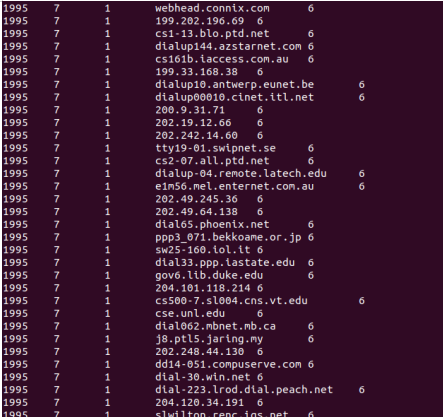 1995 7 1 webhead.connix.com 6
1995 7 1 199.202.196.69 6
1995 7 1 cs1-13.blo.ptd.net 6
1995 7 1 dialup144.azstarnet.com 6
1995 7 1 cs161b.iaccess.com.au 6
1995 7 1 199.33.168.38 6
1995 7 1 dialup10.antwerp.eunet.be 6
1995 7 1 dialup00010.cinet.itl.net 6
1995 7 1 200.9.31.71 6
1995 7 1 202.19.12.66 6
1995 7 1 202.242.14.60 6
1995 7 1 tty19-01.swipnet.se 6
1995 7 1 cs2-07.all.ptd.net 6
1995 7 1 dialup-04.remote.latech.edu 6
1995 7 1 e1m56.mel.enternet.com.au 6
1995 7 1 202.49.245.36 6
1995 7 1 202.49.64.138 6
1995 7 1 dial65.phoenix.net 6
1995 7 1 ppp3_071.bekkoame.or.jp 6
1995 7 1 sw25-160.iol.it 6
1995 7 1 dial33.ppp.iastate.edu 6
1995 7 1 gov6.lib.duke.edu 6
1995 7 1 204.101.118.214 6
1995 7 1 cs500-7.sl004.cns.vt.edu 6
1995 7 1 cse.unl.edu 6
1995 7 1 dial062.mbnet.mb.ca 6
1995 7 1 j8.ptl5.jaring.my 6
1995 7 1 202.248.44.130 6
1995 7 1 dd14-051.compuserve.com 6
1995 7 1 dial-30.win.net 6
1995 7 1 dial-223.lrod.dial.peach.net 6
1995 7 1 204.120.34.191 6
1995 7 1 slwilton.renc.igs.net 6